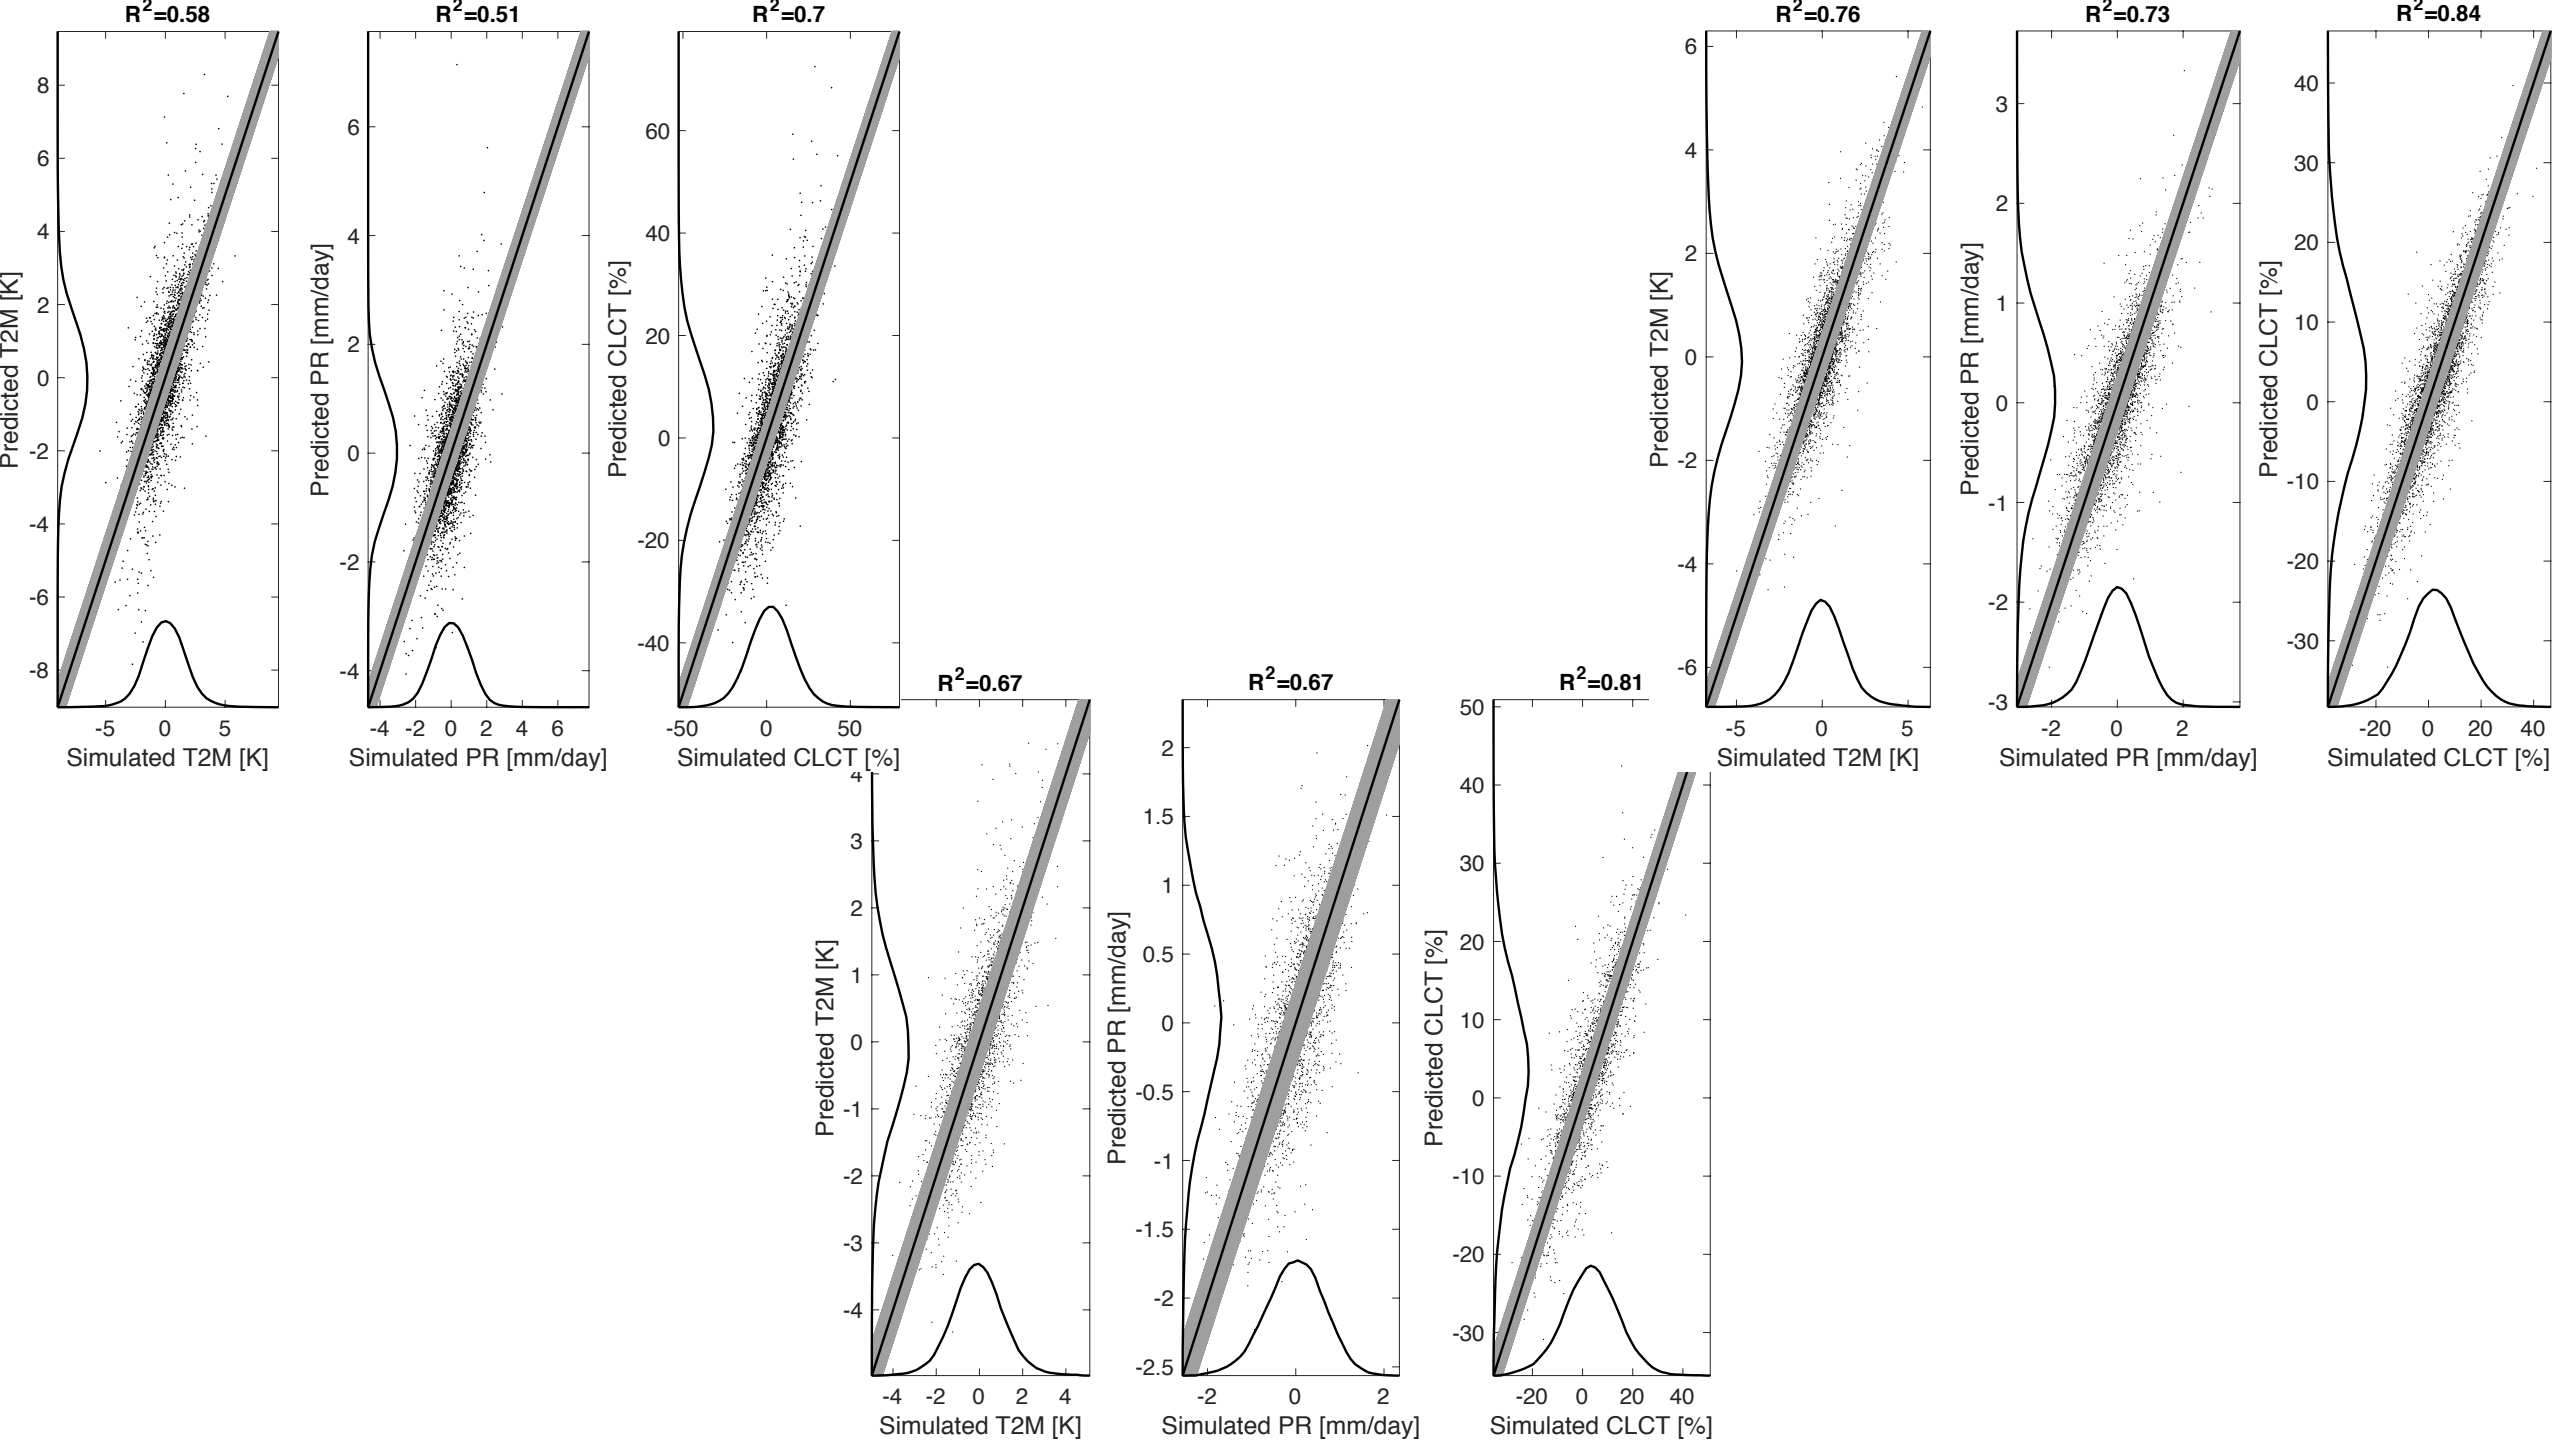 R2=0.58
8
6
4
2
0
-2
-4
-6
-8
Predicted T2M [K]
-5 0 5
Simulated T2M [K]
R2=0.51
6
4
2
0
-2
-4
Predicted PR [mm/day]
-4 -2 0 2 4 6
Simulated PR [mm/day]
R2=0.7
60
40
20
0
-20
-40
Predicted CLCT [%]
-50 0 50
Simulated CLCT [%]
R2=0.67
4
3
2
1
0
-1
-2
-3
-4
Predicted T2M [K]
-4 -2 0 2 4
Simulated T2M [K]
R2=0.67
2
1.5
1
0.5
0
-0.5
-1
-1.5
-2
-2.5
Predicted PR [mm/day]
-2 0 2
Simulated PR [mm/day]
R2=0.81
50
40
30
20
10
0
-10
-20
-30
Predicted CLCT [%]
-20 0 20 40
Simulated CLCT [%]
R2=0.76
6
4
2
0
-2
-4
-6
Predicted T2M [K]
-5 0 5
Simulated T2M [K]
R2=0.73
3
2
1
0
-1
-2
-3
Predicted PR [mm/day]
-2 0 2
Simulated PR [mm/day]
R2=0.84
40
30
20
10
0
-10
-20
-30
Predicted CLCT [%]
-20 0 20 40
Simulated CLCT [%]